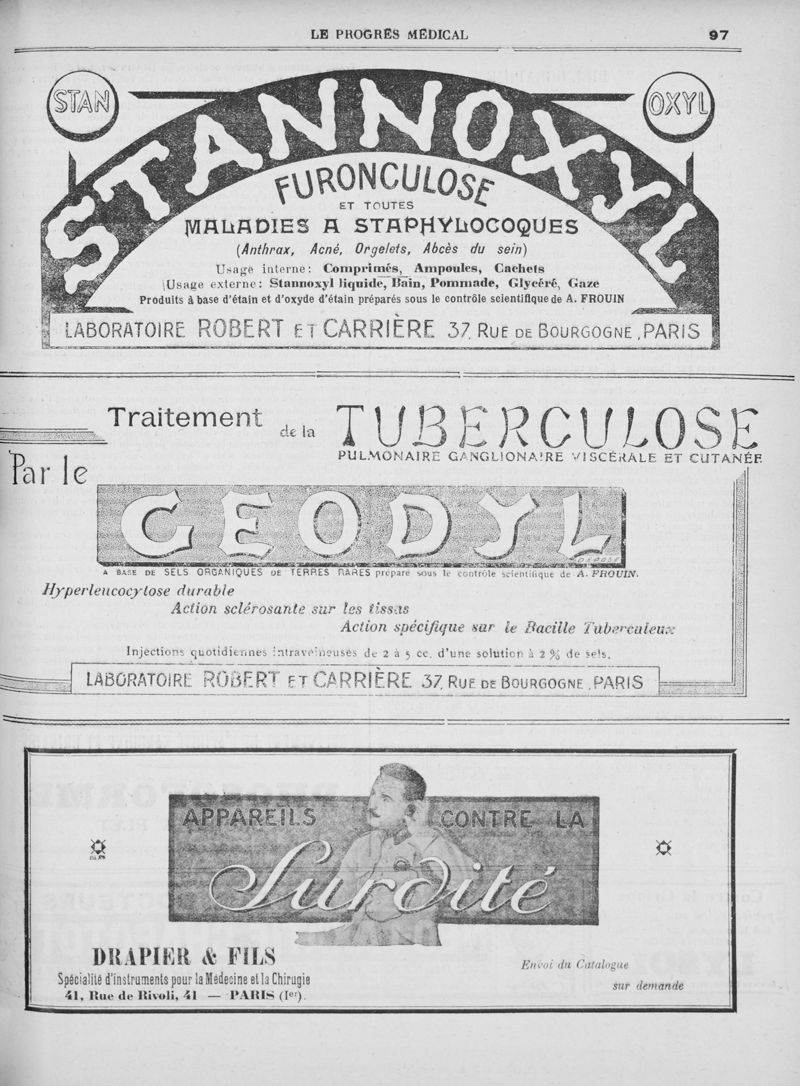 LE PROGRÈS MÉDICAL
97
STAN
OXYL
STANNOXYL
FURONCULOSE
ET TOUTES
MALADIES A STAPHYLOCOQUES
(Anthrax, Acné, Orgelets, Abcès du sein)
Usage interne: Comprimés, Ampoules, Cachets
Usage externe: Stannoxyl liquide, Bain, Pommade, Glycéré, Gaze
Produits à base d'étain et d'oxyde d'étain préparés sous le contrôle scientifique de A. FROUIN
LABORATOIRE ROBERT ET CARRIÈRE 37, RUE DE BOURGOGNE, PARIS
Traitement de la TUBERCULOSE
PULMONAIRE GANGLIONAIRE VISCÉRALE ET CUTANÉE
Par le
GEODYL
DÉPOSÉ
A BASE DE SELS ORGANIQUES DE TERRES RARES préparé sous le contrôle scientifique de A. FROUIN.
Hyperleucocytose durable
Action sclérosante sur les tissus
Action spécifique sur le Bacille Tuberculeux
Injections quotidiennes intraveineuses de 2 à 5 cc. d'une solution à 2 % de sels.
LABORATOIRE ROBERT ET CARRIÈRE 37, RUE DE BOURGOGNE, PARIS
APPAREILS CONTRE LA
Surdité
DRAPIER & FILS
Spécialité d'instruments pour la Médecine et la Chirugie
41, Rue de Rivoli, 41 — PARIS (Ier).
Envoi du Catalogue
sur demande